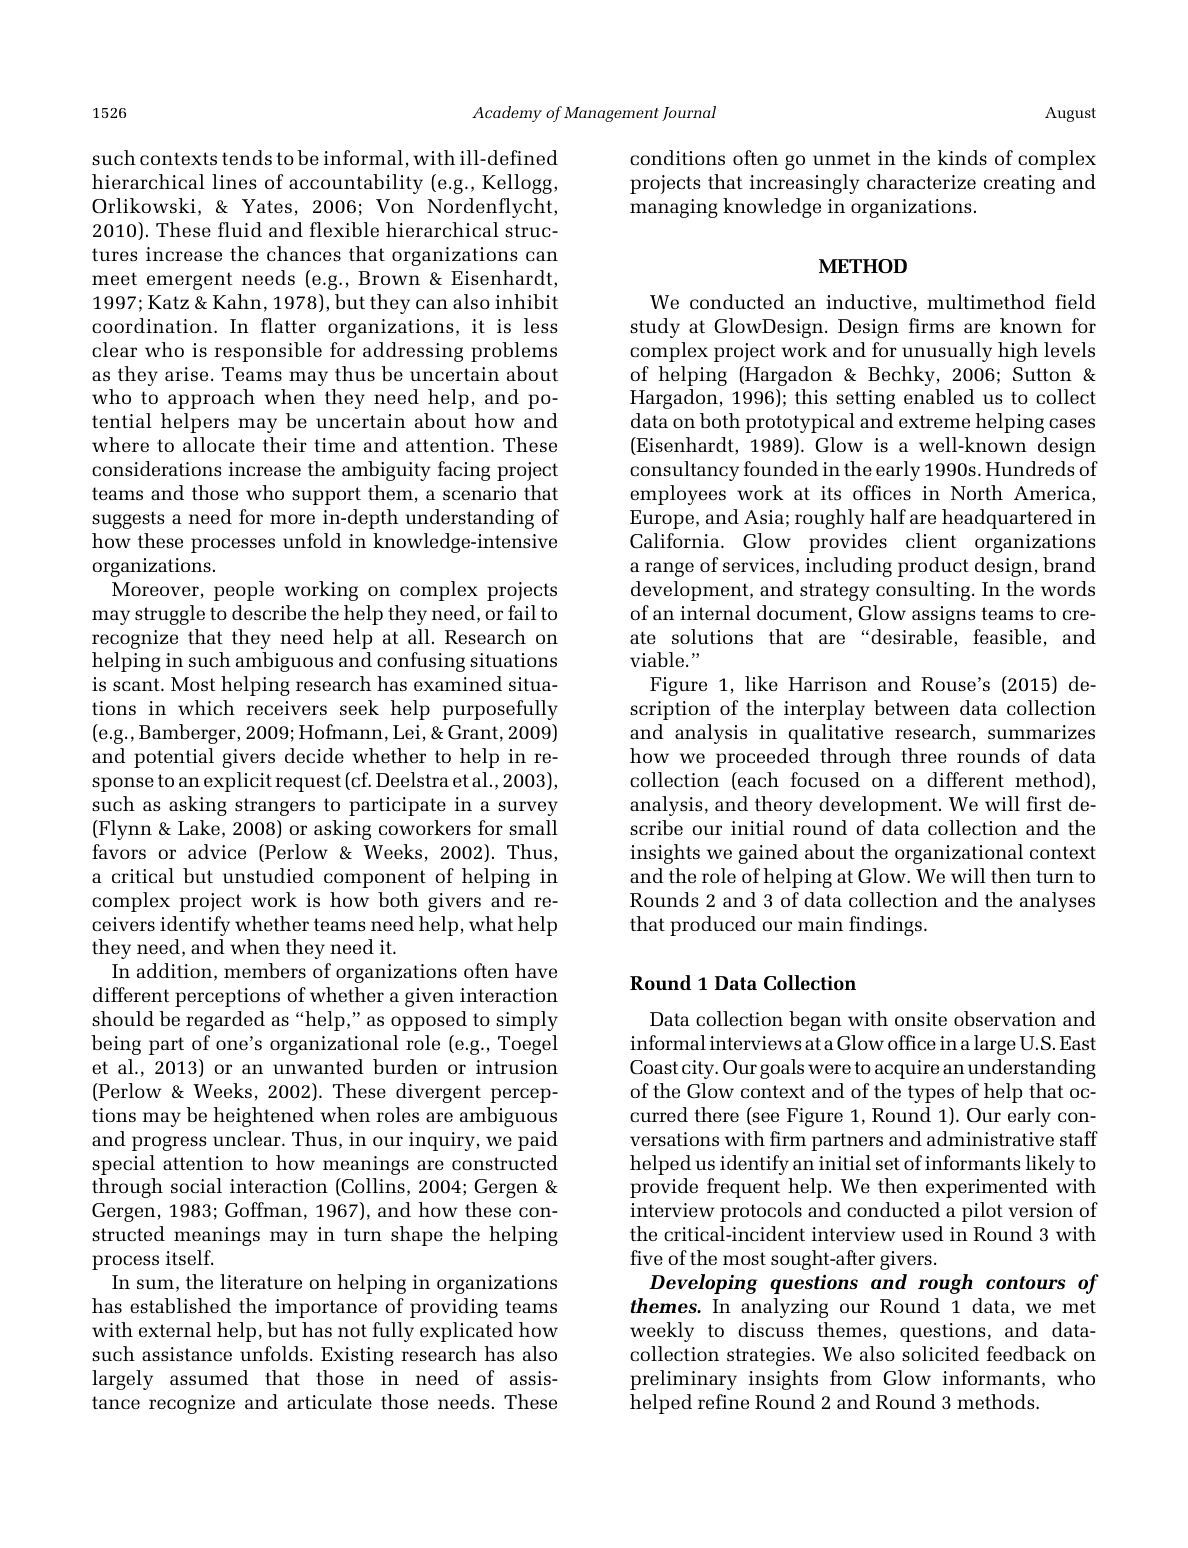 1526
Academy of Management Journal
August
such contexts tends to be informal, with ill-defined
hierarchical lines of accountability (e.g., Kellogg,
Orlikowski, & Yates, 2006; Von Nordenflycht,
2010). These fluid and flexible hierarchical struc-
tures increase the chances that organizations can
meet emergent needs (e.g., Brown & Eisenhardt,
1997; Katz & Kahn, 1978), but they can also inhibit
coordination. In flatter organizations, it is less
clear who is responsible for addressing problems
as they arise. Teams may thus be uncertain about
who to approach when they need help, and po-
tential helpers may be uncertain about how and
where to allocate their time and attention. These
considerations increase the ambiguity facing project
teams and those who support them, a scenario that
suggests a need for more in-depth understanding of
how these processes unfold in knowledge-intensive
organizations.
Moreover, people working on complex projects
may struggle to describe the help they need, or fail to
recognize that they need help at all. Research on
helping in such ambiguous and confusing situations
is scant. Most helping research has examined situa-
tions in which receivers seek help purposefully
(e.g., Bamberger, 2009; Hofmann, Lei, & Grant, 2009)
and potential givers decide whether to help in re-
sponse to an explicit request (cf. Deelstra et al., 2003),
such as asking strangers to participate in a survey
(Flynn & Lake, 2008) or asking coworkers for small
favors or advice (Perlow & Weeks, 2002). Thus,
a critical but unstudied component of helping in
complex project work is how both givers and re-
ceivers identify whether teams need help, what help
they need, and when they need it.
In addition, members of organizations often have
different perceptions of whether a given interaction
should be regarded as “help,” as opposed to simply
being part of one’s organizational role (e.g., Toegel
et al., 2013) or an unwanted burden or intrusion
(Perlow & Weeks, 2002). These divergent percep-
tions may be heightened when roles are ambiguous
and progress unclear. Thus, in our inquiry, we paid
special attention to how meanings are constructed
through social interaction (Collins, 2004; Gergen &
Gergen, 1983; Goffman, 1967), and how these con-
structed meanings may in turn shape the helping
process itself.
In sum, the literature on helping in organizations
has established the importance of providing teams
with external help, but has not fully explicated how
such assistance unfolds. Existing research has also
largely assumed that those in need of assis-
tance recognize and articulate those needs. These
conditions often go unmet in the kinds of complex
projects that increasingly characterize creating and
managing knowledge in organizations.
METHOD
We conducted an inductive, multimethod field
study at GlowDesign. Design firms are known for
complex project work and for unusually high levels
of helping (Hargadon & Bechky, 2006; Sutton &
Hargadon, 1996); this setting enabled us to collect
data on both prototypical and extreme helping cases
(Eisenhardt, 1989). Glow is a well-known design
consultancy founded in the early 1990s. Hundreds of
employees work at its offices in North America,
Europe, and Asia; roughly half are headquartered in
California. Glow provides client organizations
a range of services, including product design, brand
development, and strategy consulting. In the words
of an internal document, Glow assigns teams to cre-
ate solutions that are “desirable, feasible, and
viable.”
Figure 1, like Harrison and Rouse’s (2015) de-
scription of the interplay between data collection
and analysis in qualitative research, summarizes
how we proceeded through three rounds of data
collection (each focused on a different method),
analysis, and theory development. We will first de-
scribe our initial round of data collection and the
insights we gained about the organizational context
and the role of helping at Glow. We will then turn to
Rounds 2 and 3 of data collection and the analyses
that produced our main findings.
Round 1 Data Collection
Data collection began with onsite observation and
informal interviews at a Glow office in a large U.S. East
Coast city. Our goals were to acquire an understanding
of the Glow context and of the types of help that oc-
curred there (see Figure 1, Round 1). Our early con-
versations with firm partners and administrative staff
helped us identify an initial set of informants likely to
provide frequent help. We then experimented with
interview protocols and conducted a pilot version of
the critical-incident interview used in Round 3 with
five of the most sought-after givers.
Developing questions and rough contours of
themes. In analyzing our Round 1 data, we met
weekly to discuss themes, questions, and data-
collection strategies. We also solicited feedback on
preliminary insights from Glow informants, who
helped refine Round 2 and Round 3 methods.